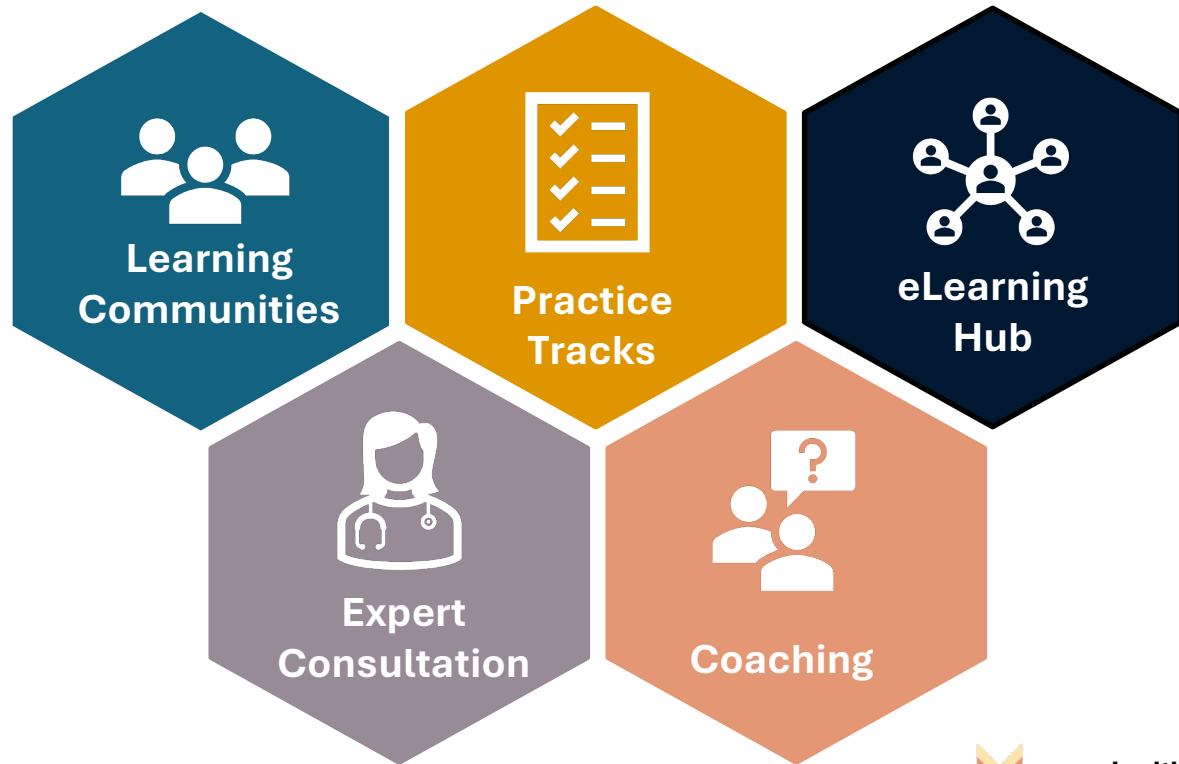 Learning
Communities
Practice
Tracks
eLearning
Hub
?
Expert
Consultation
Coaching